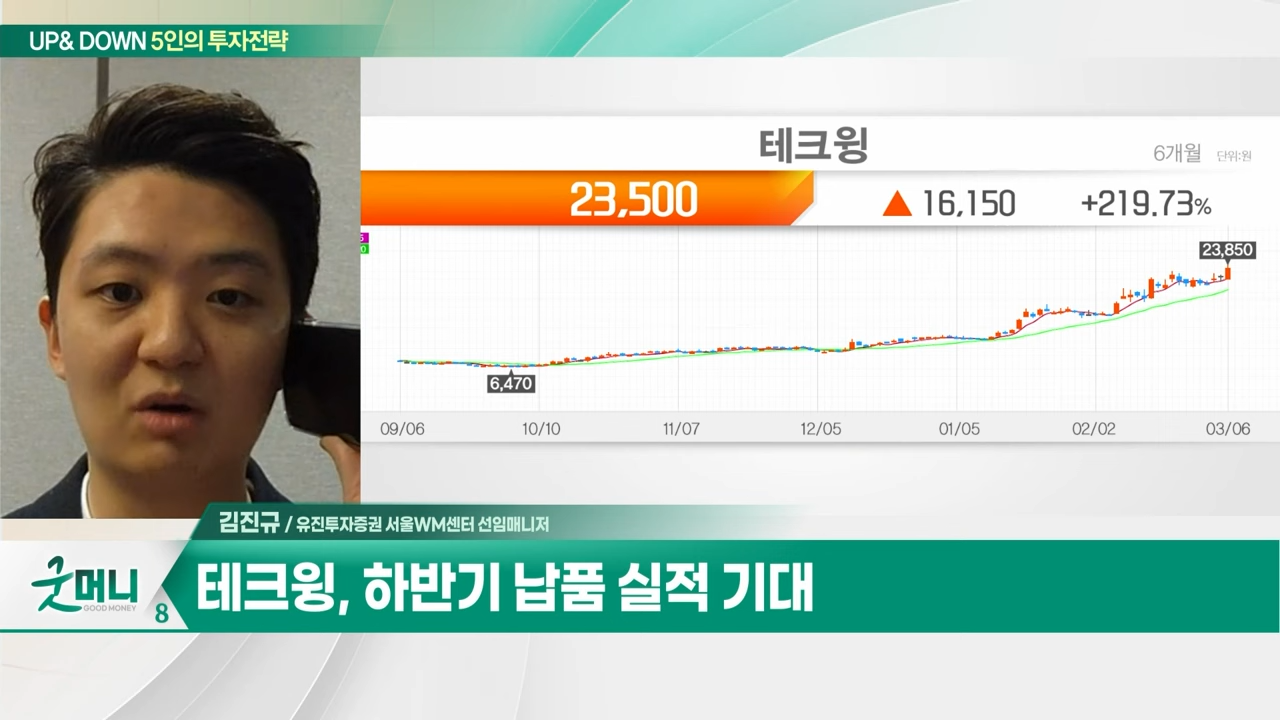 UP& DOWN 5인의 투자전략
테크윙
6개월 단위:원
23,500 ▲ 16,150 +219.73%
23,850
6,470
09/06 10/10 11/07 12/05 01/05 02/02 03/06
김진규 / 유진투자증권 서울WM센터 선임매니저
굿머니
GOOD MONEY
8
테크윙, 하반기 납품 실적 기대